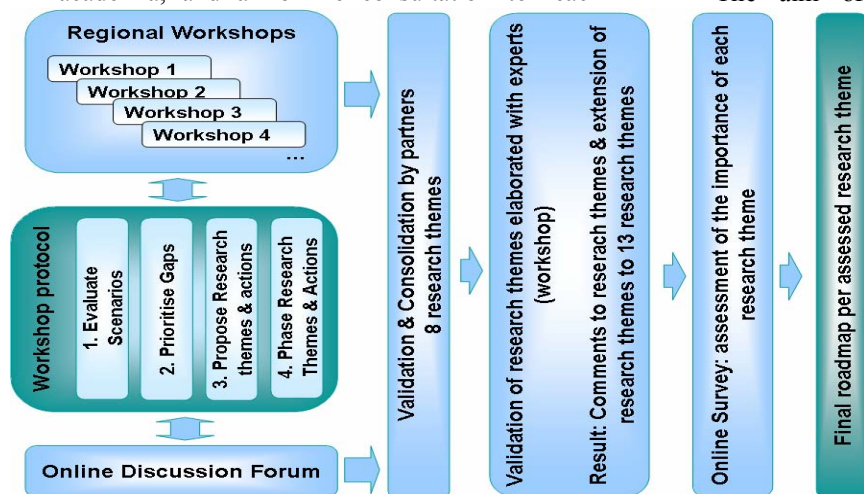 Regional Workshops
Workshop 1
Workshop 2
Workshop 3
Workshop 4
...
Workshop protocol
1. Evaluate
Scenarios
2. Prioritise Gaps
3. Propose Research
themes & actions
4. Phase Research
Themes & Actions
Online Discussion Forum
Validation & Consolidation by partners
8 research themes
Validation of research themes elaborated with experts
(workshop)
Result: Comments to reserach themes & extension of
research themes to 13 research themes
Online Survey: assessment of the importance of each
research theme
Final roadmap per assessed research theme